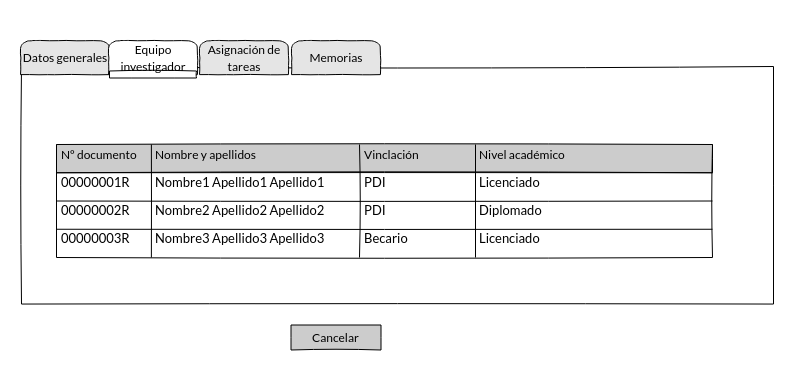 Datos generales
Equipo
investigador
Asignación de
tareas
Memorias
Nº documento Nombre y apellidos Vinclación Nivel académico
00000001R Nombre1 Apellido1 Apellido1 PDI Licenciado
00000002R Nombre2 Apellido2 Apellido2 PDI Diplomado
00000003R Nombre3 Apellido3 Apellido3 Becario Licenciado
Cancelar